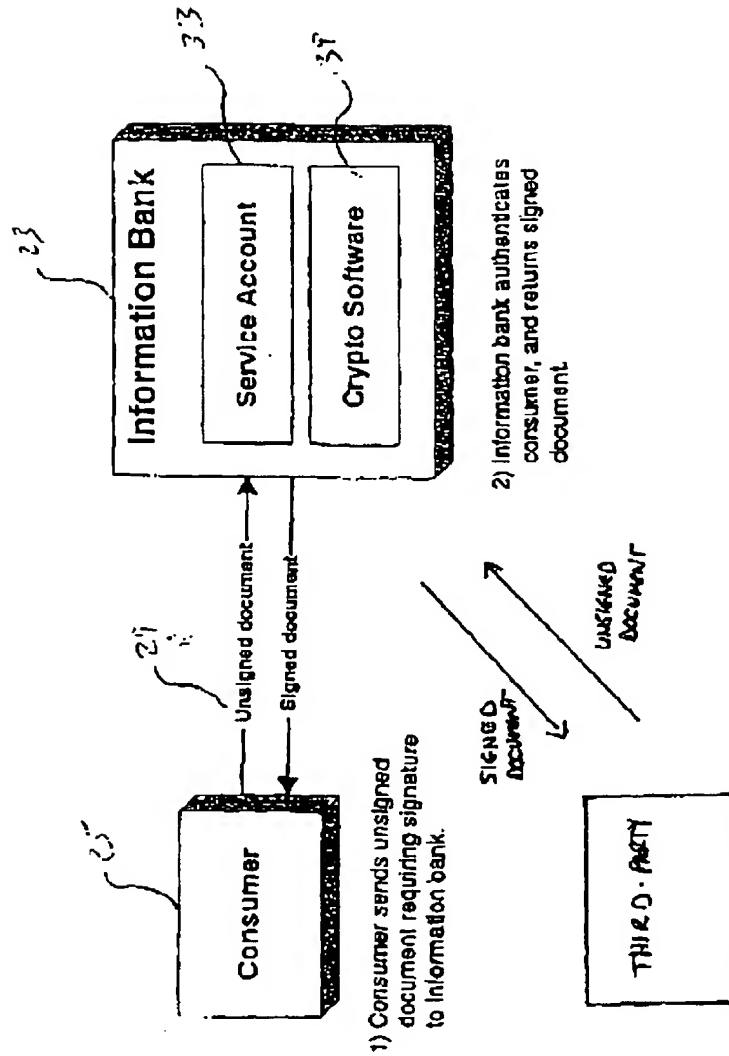 23
Information Bank
33
Service Account
Crypto Software
25
Consumer
Unsigned document
Signed document
1) Consumer sends unsigned
document requiring signature
to Information bank.
2) Information bank authenticates
consumer, and returns signed
document.
SIGNED
DOCUMENT
UNSIGNED
DOCUMENT
THIRD-PARTY